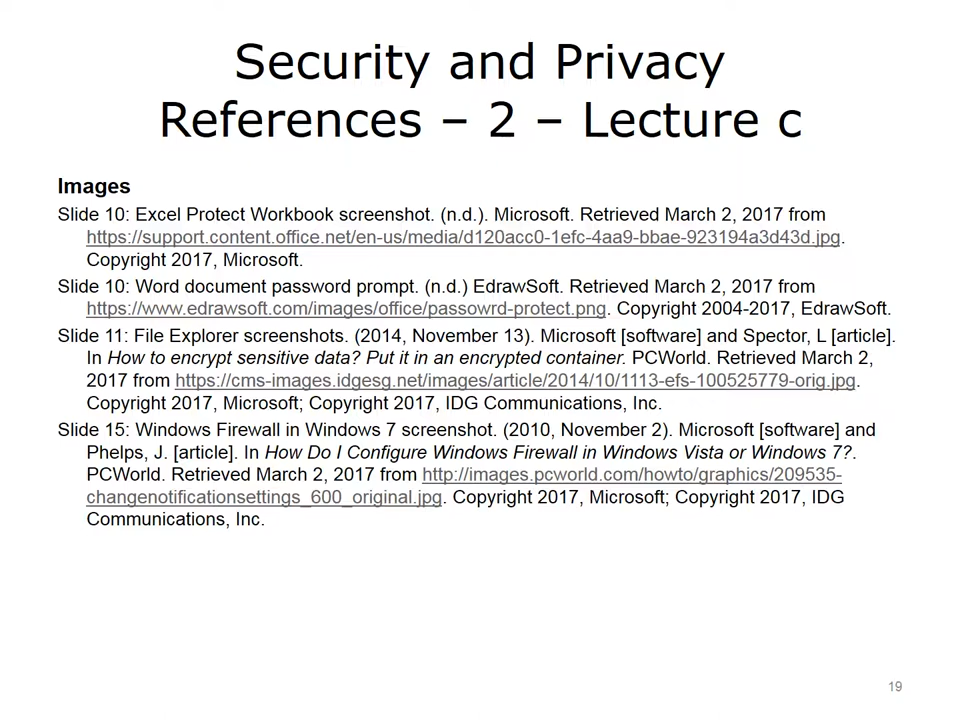 Security and Privacy
References – 2 – Lecture c
Images
Slide 10: Excel Protect Workbook screenshot. (n.d.). Microsoft. Retrieved March 2, 2017 from
https://support.content.office.net/en-us/media/d120acc0-1efc-4aa9-bbae-923194a3d43d.jpg.
Copyright 2017, Microsoft.
Slide 10: Word document password prompt. (n.d.) EdrawSoft. Retrieved March 2, 2017 from
https://www.edrawsoft.com/images/office/passowrd-protect.png. Copyright 2004-2017, EdrawSoft.
Slide 11: File Explorer screenshots. (2014, November 13). Microsoft [software] and Spector, L [article].
In How to encrypt sensitive data? Put it in an encrypted container. PCWorld. Retrieved March 2,
2017 from https://cms-images.idgesg.net/images/article/2014/10/1113-efs-100525779-orig.jpg.
Copyright 2017, Microsoft; Copyright 2017, IDG Communications, Inc.
Slide 15: Windows Firewall in Windows 7 screenshot. (2010, November 2). Microsoft [software] and
Phelps, J. [article]. In How Do I Configure Windows Firewall in Windows Vista or Windows 7?.
PCWorld. Retrieved March 2, 2017 from http://images.pcworld.com/howto/graphics/209535-
changenotificationsettings_600_original.jpg. Copyright 2017, Microsoft; Copyright 2017, IDG
Communications, Inc.
19